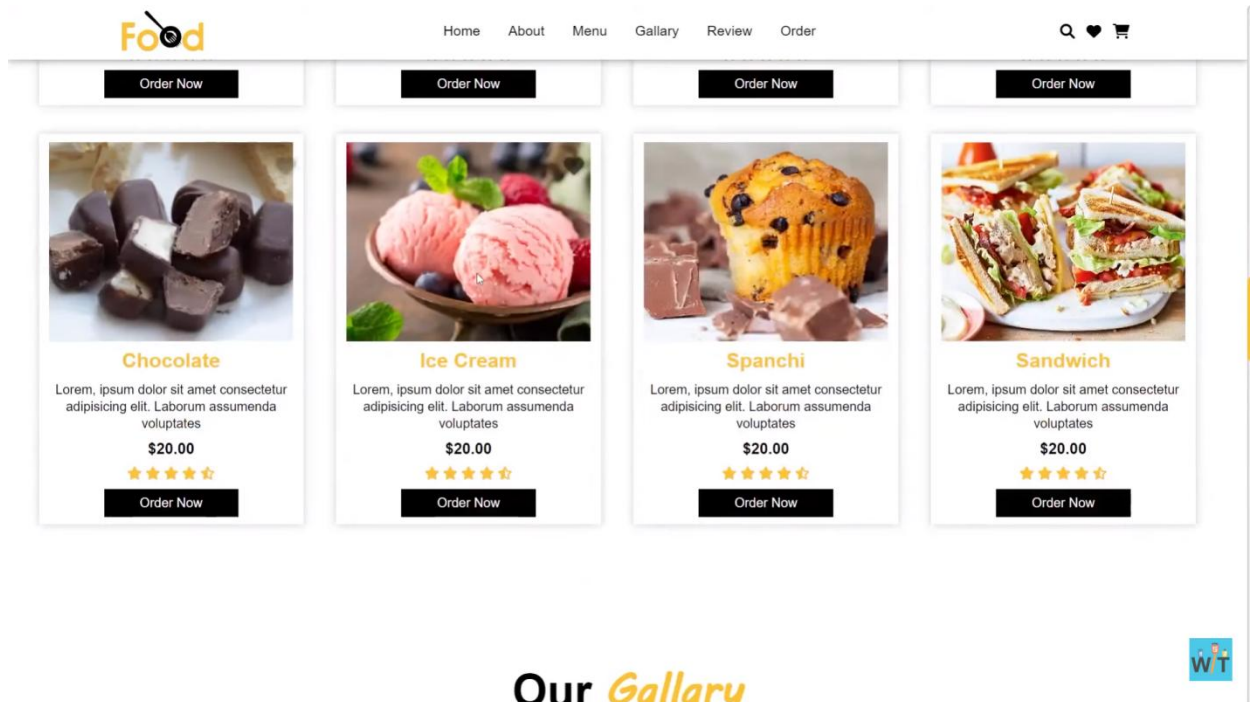 Food
Home About Menu Gallary Review Order
Order Now Order Now Order Now Order Now
Chocolate
Lorem, ipsum dolor sit amet consectetur
adipisicing elit. Laborum assumenda
voluptates
$20.00
Order Now
Ice Cream
Lorem, ipsum dolor sit amet consectetur
adipisicing elit. Laborum assumenda
voluptates
$20.00
Order Now
Spanchi
Lorem, ipsum dolor sit amet consectetur
adipisicing elit. Laborum assumenda
voluptates
$20.00
Order Now
Sandwich
Lorem, ipsum dolor sit amet consectetur
adipisicing elit. Laborum assumenda
voluptates
$20.00
Order Now
WIT
Our Gallary